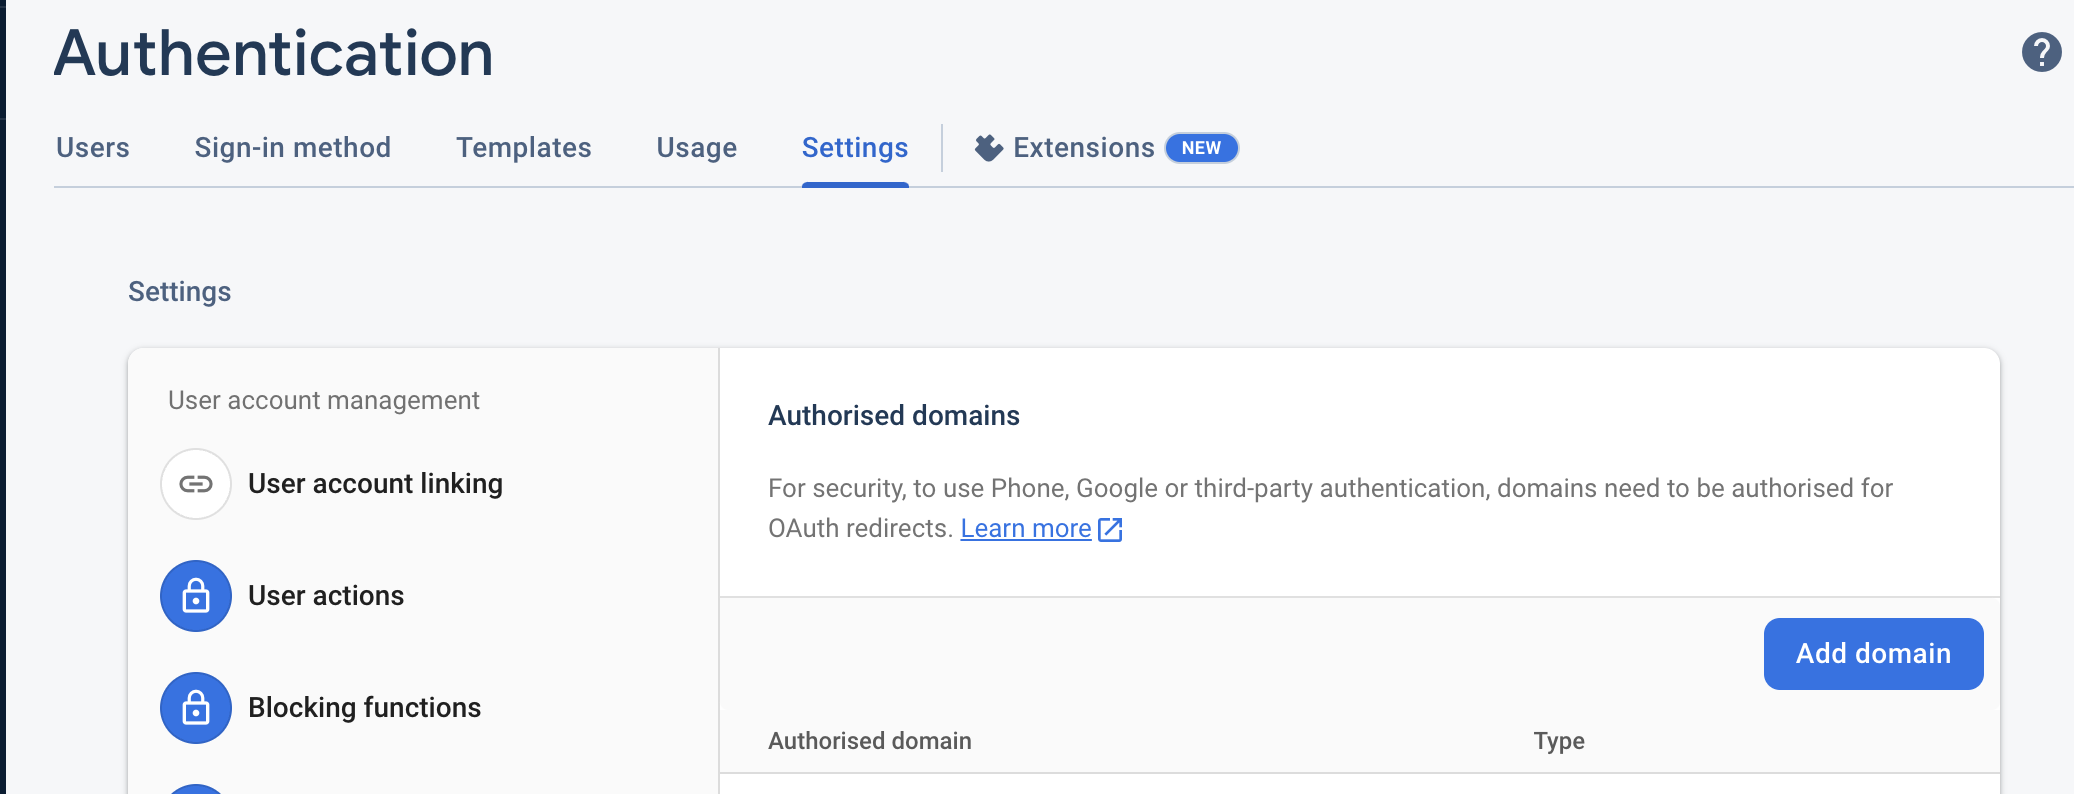 Authentication
?
Users
Sign-in method
Templates
Usage
Settings
Extensions
NEW
Settings
User account management
User account linking
User actions
Blocking functions
Authorised domains
For security, to use Phone, Google or third-party authentication, domains need to be authorised for
OAuth redirects. Learn more
Add domain
Authorised domain
Type